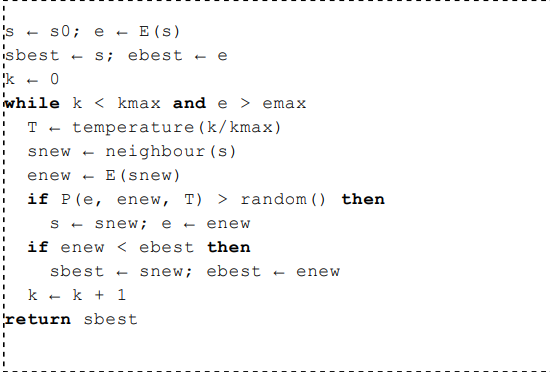 s ← s0; e ← E(s)
sbest ← s; ebest ← e
k ← 0
while k < kmax and e > emax
  T ← temperature(k/kmax)
  snew ← neighbour(s)
  enew ← E(snew)
  if P(e, enew, T) > random() then
    s ← snew; e ← enew
  if enew < ebest then
    sbest ← snew; ebest ← enew
  k ← k + 1
return sbest